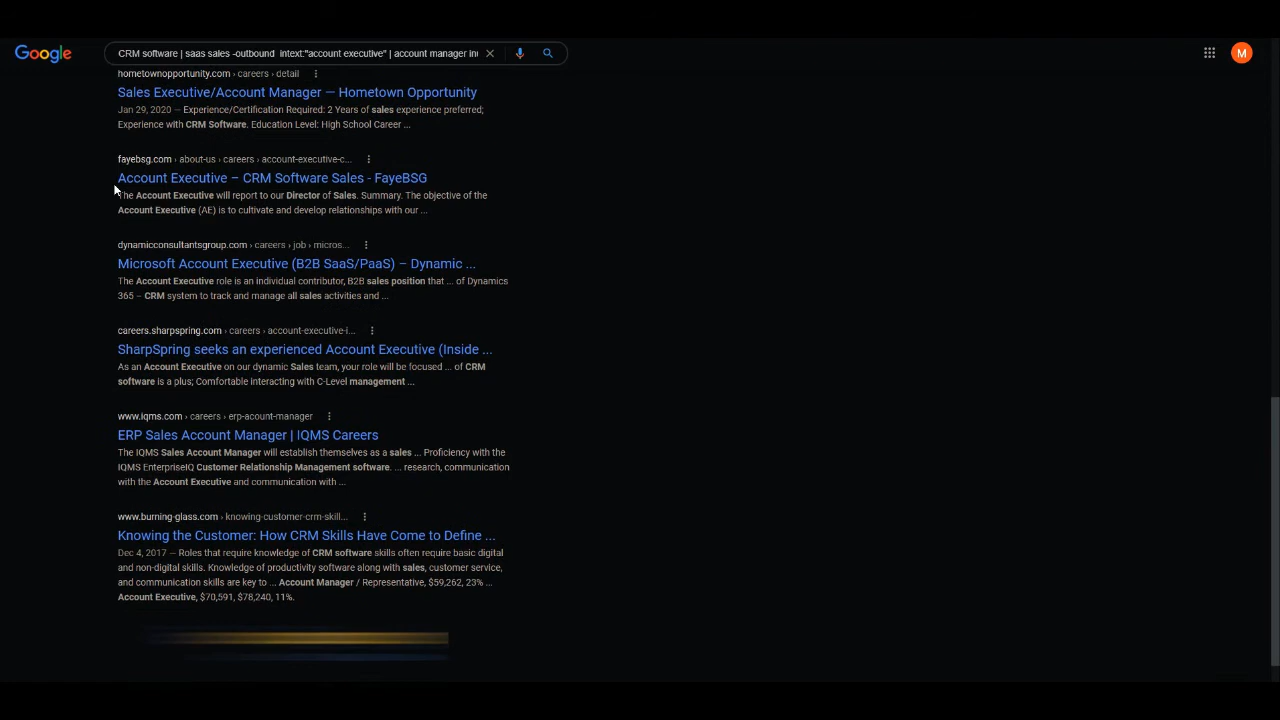 Google
CRM software | saas sales -outbound intext:"account executive" | account manager in
M
hometownopportunity.com › careers › detail
Sales Executive/Account Manager — Hometown Opportunity
Jan 29, 2020 — Experience/Certification Required: 2 Years of sales experience preferred;
Experience with CRM Software. Education Level: High School Career ...
fayebsg.com › about-us › careers › account-executive-c...
Account Executive – CRM Software Sales - FayeBSG
The Account Executive will report to our Director of Sales. Summary. The objective of the
Account Executive (AE) is to cultivate and develop relationships with our ...
dynamicconsultantsgroup.com › careers › job › micros...
Microsoft Account Executive (B2B SaaS/PaaS) – Dynamic ...
The Account Executive role is an individual contributor, B2B sales position that ... of Dynamics
365 – CRM system to track and manage all sales activities and ...
careers.sharpspring.com › careers › account-executive-i...
SharpSpring seeks an experienced Account Executive (Inside ...
As an Account Executive on our dynamic Sales team, your role will be focused ... of CRM
software is a plus; Comfortable interacting with C-Level management ...
www.iqms.com › careers › erp-acount-manager
ERP Sales Account Manager | IQMS Careers
The IQMS Sales Account Manager will establish themselves as a sales ... Proficiency with the
IQMS EnterpriseIQ Customer Relationship Management software. ... research, communication
with the Account Executive and communication with ...
www.burning-glass.com › knowing-customer-crm-skill...
Knowing the Customer: How CRM Skills Have Come to Define ...
Dec 4, 2017 — Roles that require knowledge of CRM software skills often require basic digital
and non-digital skills. Knowledge of productivity software along with sales, customer service,
and communication skills are key to ... Account Manager / Representative, $59,262, 23% ...
Account Executive, $70,591, $78,240, 11%.